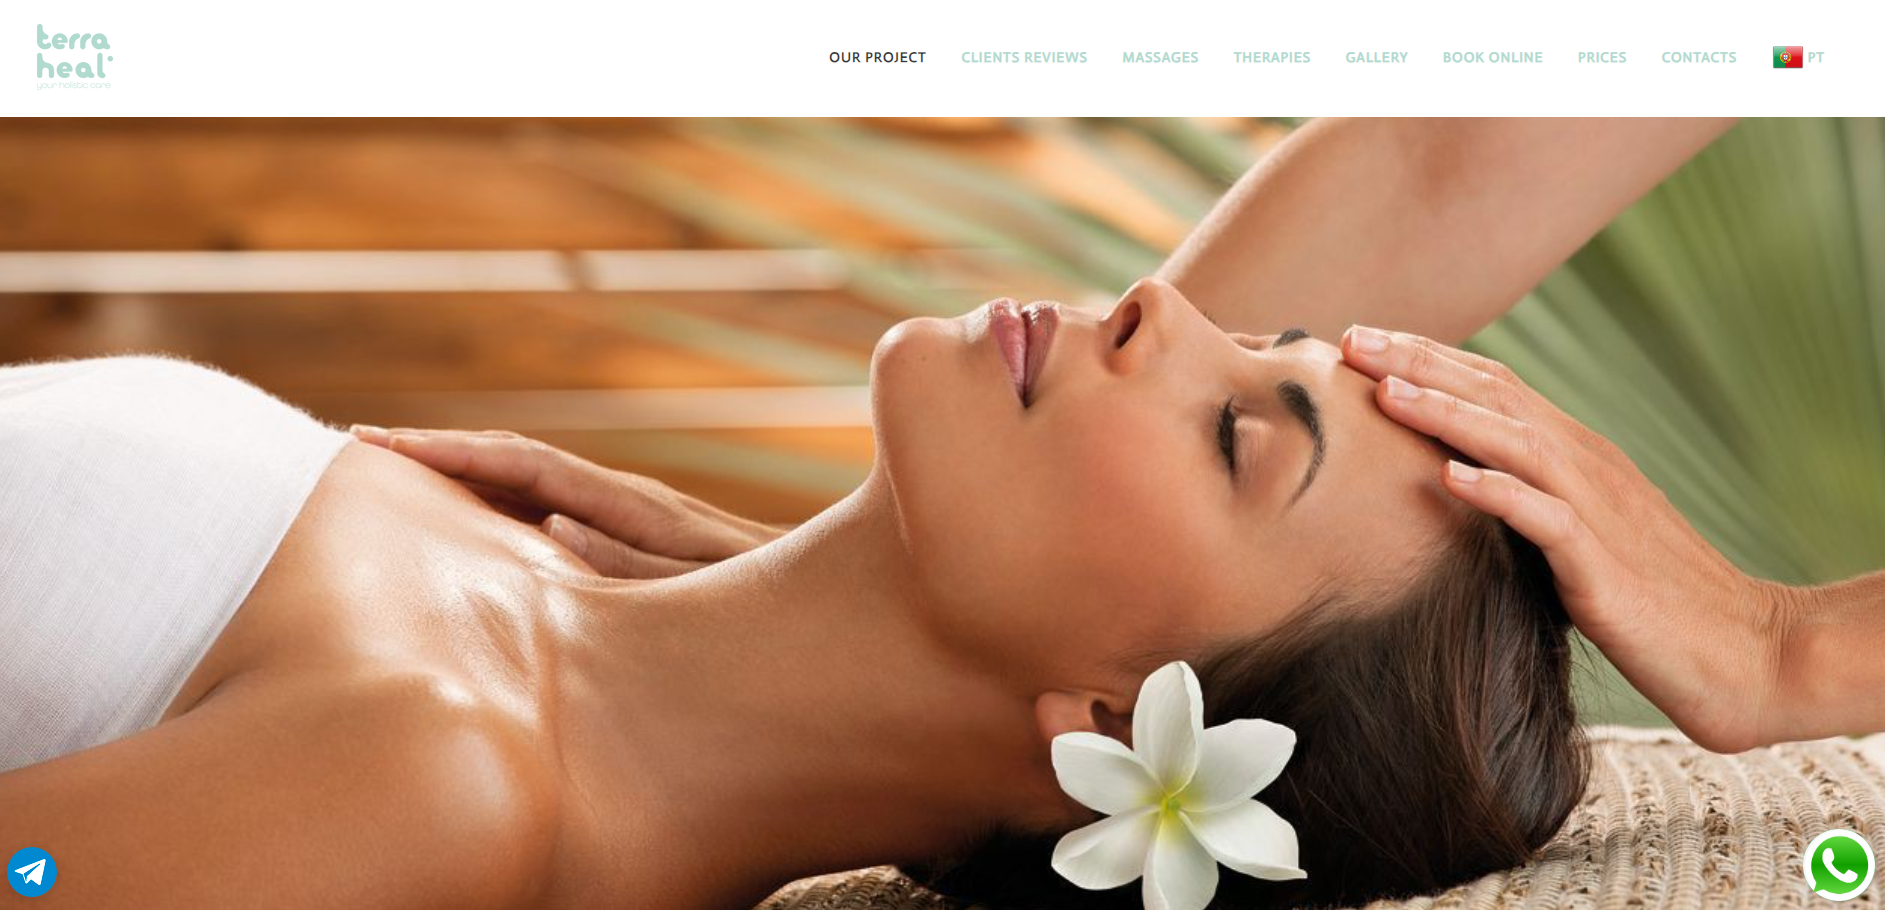 terra
heal
your holistic care
OUR PROJECT CLIENTS REVIEWS MASSAGES THERAPIES GALLERY BOOK ONLINE PRICES CONTACTS PT